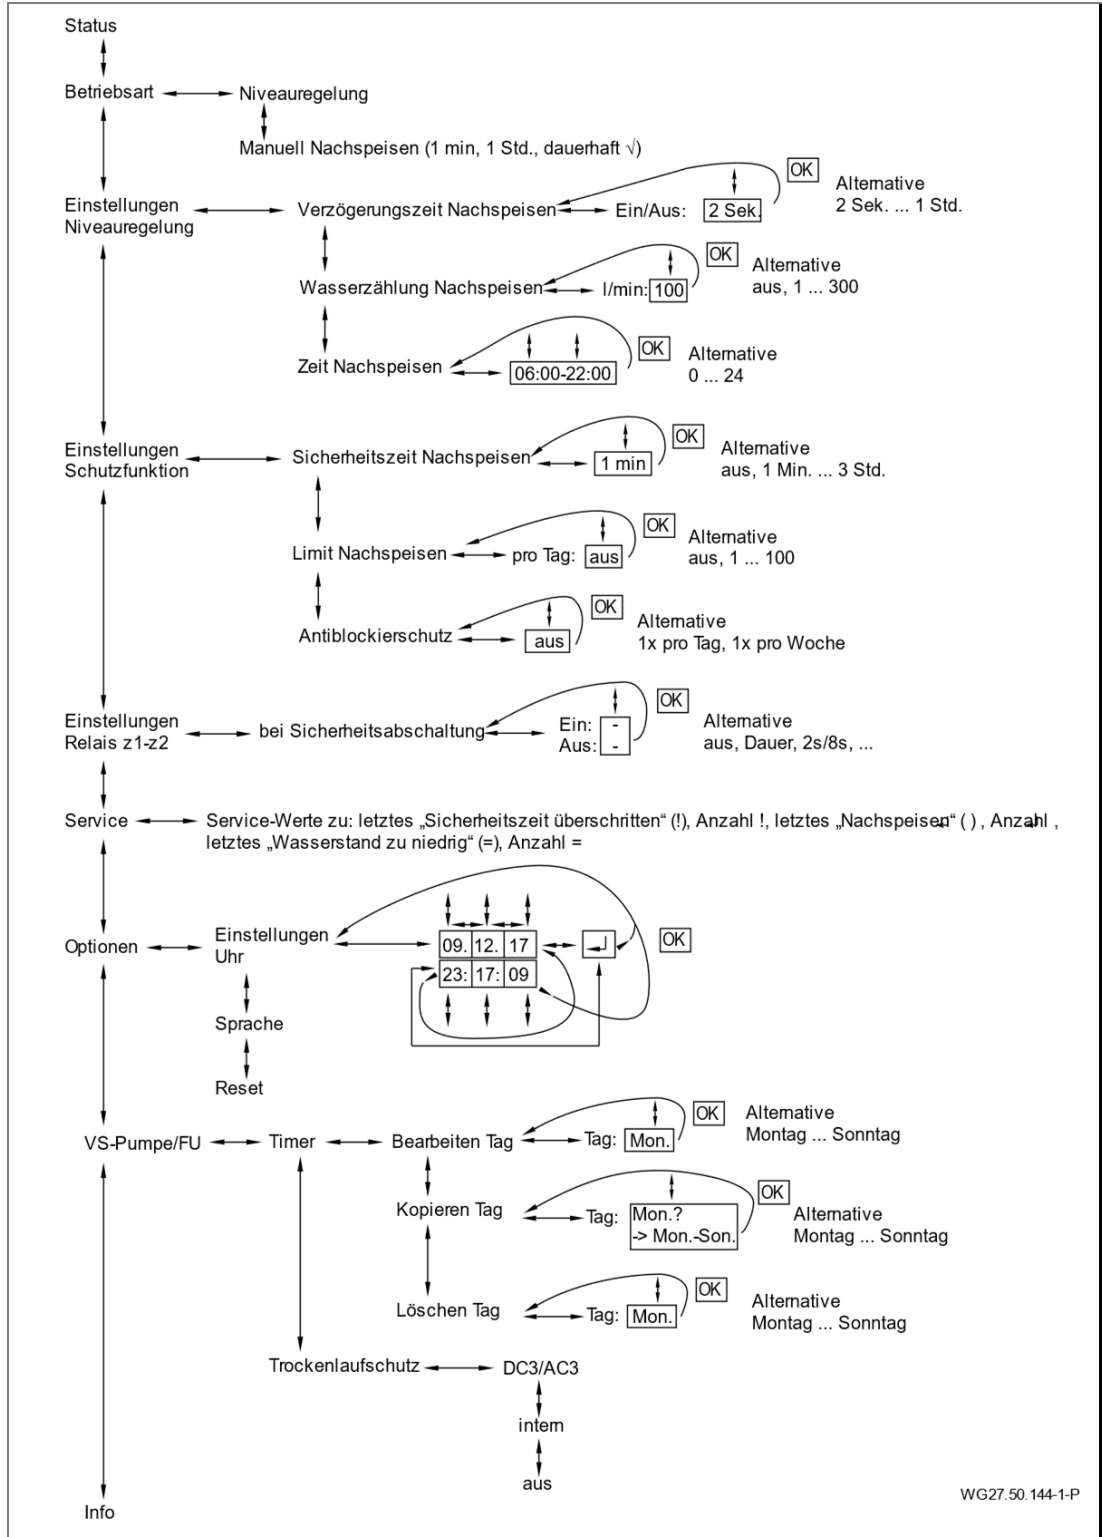 Status
Betriebsart
Niveauregelung
Manuell Nachspeisen (1 min, 1 Std., dauerhaft √)
Einstellungen
Niveauregelung
Verzögerungszeit Nachspeisen
Ein/Aus:
2 Sek.
OK
Alternative
2 Sek. ... 1 Std.
Wasserzählung Nachspeisen
l/min:
100
OK
Alternative
aus, 1 ... 300
Zeit Nachspeisen
06:00-22:00
OK
Alternative
0 ... 24
Einstellungen
Schutzfunktion
Sicherheitszeit Nachspeisen
1 min
OK
Alternative
aus, 1 Min. ... 3 Std.
Limit Nachspeisen
pro Tag:
aus
OK
Alternative
aus, 1 ... 100
Antiblockierschutz
aus
OK
Alternative
1x pro Tag, 1x pro Woche
Einstellungen
Relais z1-z2
bei Sicherheitsabschaltung
Ein: -
Aus: -
OK
Alternative
aus, Dauer, 2s/8s, ...
Service
Service-Werte zu: letztes „Sicherheitszeit überschritten“ (!), Anzahl !, letztes „Nachspeisen“ ( ) , Anzahl ,
letztes „Wasserstand zu niedrig“ (=), Anzahl =
Optionen
Einstellungen
Uhr
09. 12. 17
23: 17: 09
OK
Sprache
Reset
VS-Pumpe/FU
Timer
Bearbeiten Tag
Tag:
Mon.
OK
Alternative
Montag ... Sonntag
Kopieren Tag
Tag:
Mon.?
-> Mon.-Son.
OK
Alternative
Montag ... Sonntag
Löschen Tag
Tag:
Mon.
OK
Alternative
Montag ... Sonntag
Trockenlaufschutz
DC3/AC3
intern
aus
Info
WG27.50.144-1-P